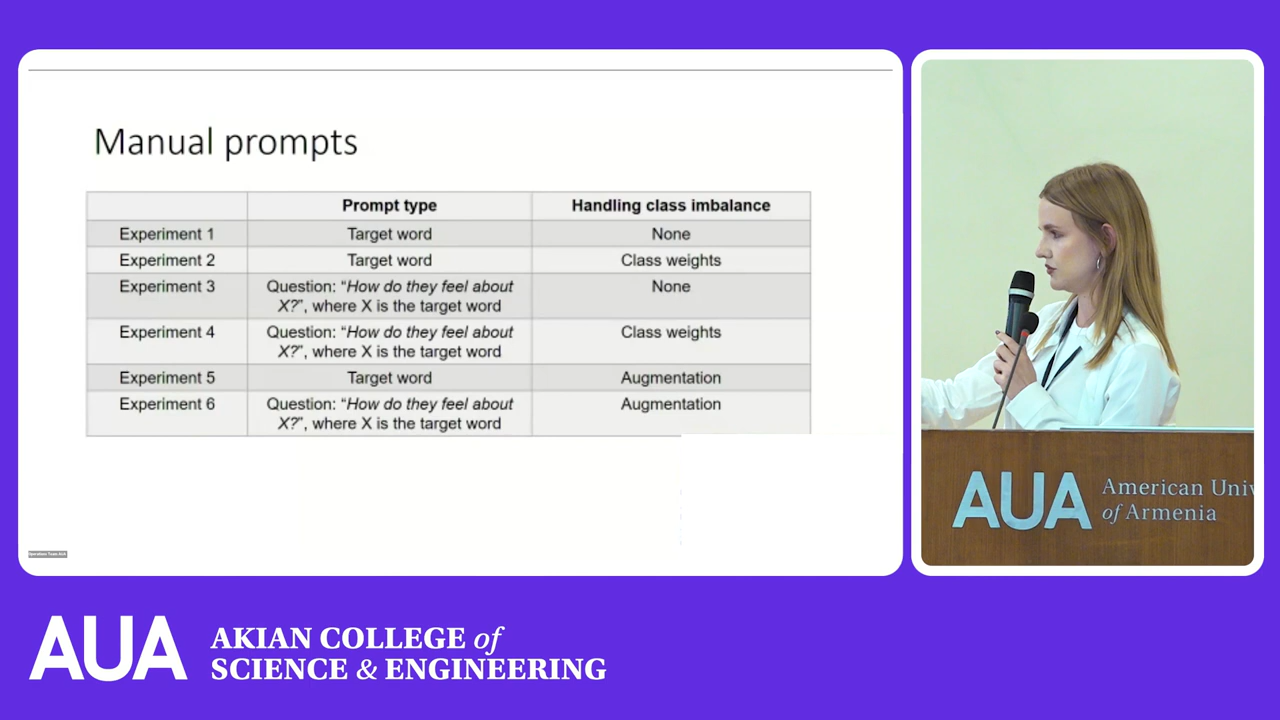 Manual prompts
Prompt type Handling class imbalance
Experiment 1 Target word None
Experiment 2 Target word Class weights
Experiment 3 Question: “How do they feel about X?”, where X is the target word None
Experiment 4 Question: “How do they feel about X?”, where X is the target word Class weights
Experiment 5 Target word Augmentation
Experiment 6 Question: “How do they feel about X?”, where X is the target word Augmentation
Operations Team AUA
AUA American Univ
of Armenia
AUA AKIAN COLLEGE of
SCIENCE & ENGINEERING